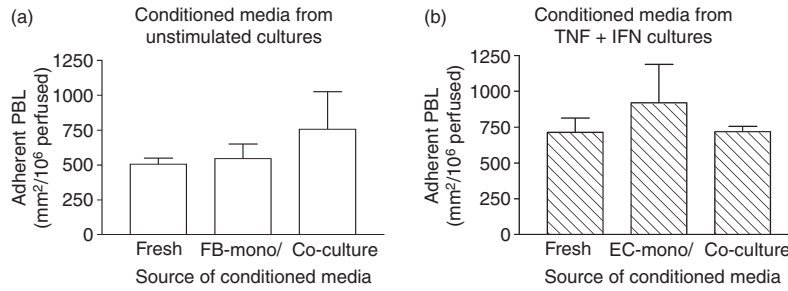 (a)
Conditioned media from
unstimulated cultures
Adherent PBL
(mm²/10⁶ perfused)
1250
1000
750
500
250
0
Fresh FB-mono/ Co-culture
Source of conditioned media
(b)
Conditioned media from
TNF + IFN cultures
Adherent PBL
(mm²/10⁶ perfused)
1250
1000
750
500
250
0
Fresh EC-mono/ Co-culture
Source of conditioned media